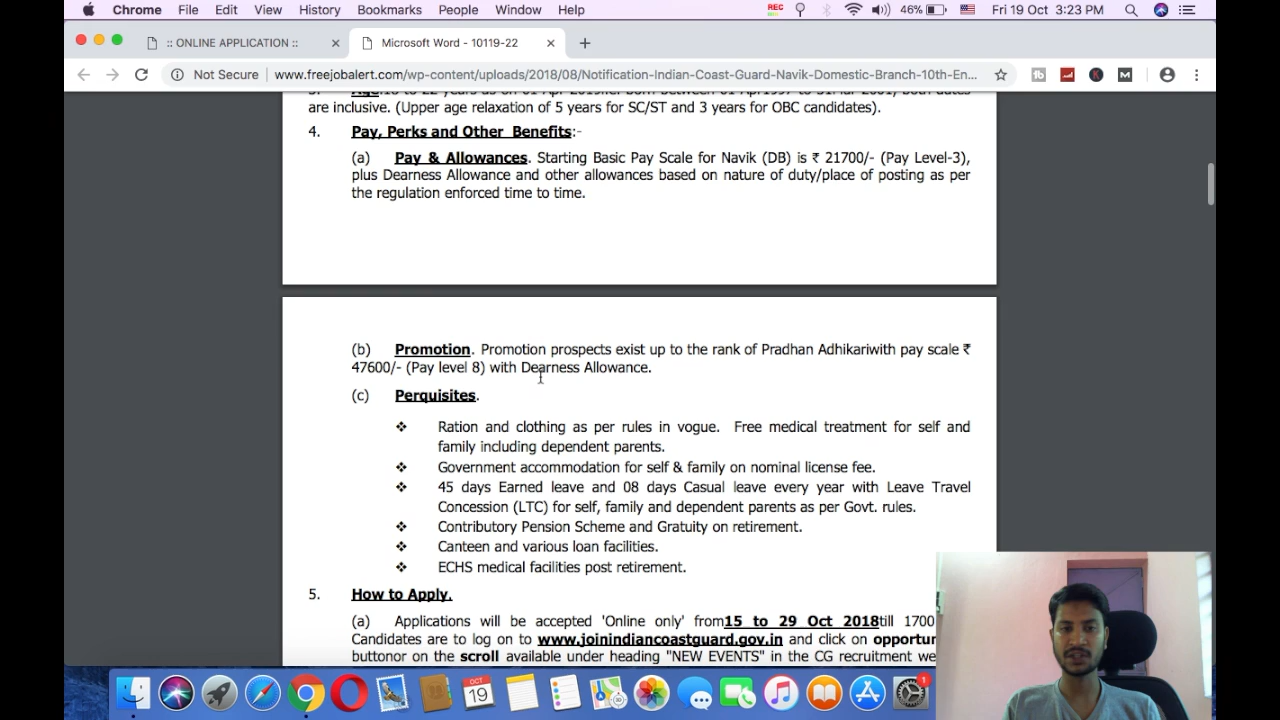 Chrome File Edit View History Bookmarks People Window Help REC 46% Fri 19 Oct 3:23 PM
:: ONLINE APPLICATION :: Microsoft Word - 10119-22
Not Secure www.freejobalert.com/wp-content/uploads/2018/08/Notification-Indian-Coast-Guard-Navik-Domestic-Branch-10th-En...
are inclusive. (Upper age relaxation of 5 years for SC/ST and 3 years for OBC candidates).
4. Pay, Perks and Other Benefits:-
(a) Pay & Allowances. Starting Basic Pay Scale for Navik (DB) is ₹ 21700/- (Pay Level-3),
plus Dearness Allowance and other allowances based on nature of duty/place of posting as per
the regulation enforced time to time.
(b) Promotion. Promotion prospects exist up to the rank of Pradhan Adhikariwith pay scale ₹
47600/- (Pay level 8) with Dearness Allowance.
(c) Perquisites.
❖ Ration and clothing as per rules in vogue. Free medical treatment for self and
family including dependent parents.
❖ Government accommodation for self & family on nominal license fee.
❖ 45 days Earned leave and 08 days Casual leave every year with Leave Travel
Concession (LTC) for self, family and dependent parents as per Govt. rules.
❖ Contributory Pension Scheme and Gratuity on retirement.
❖ Canteen and various loan facilities.
❖ ECHS medical facilities post retirement.
5. How to Apply.
(a) Applications will be accepted 'Online only' from15 to 29 Oct 2018till 1700
Candidates are to log on to www.joinindiancoastguard.gov.in and click on opportun
buttonor on the scroll available under heading "NEW EVENTS" in the CG recruitment we